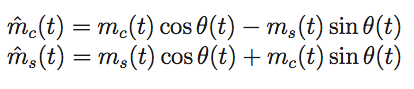 m̂_c(t) = m_c(t) cos θ(t) − m_s(t) sin θ(t)
m̂_s(t) = m_s(t) cos θ(t) + m_c(t) sin θ(t)